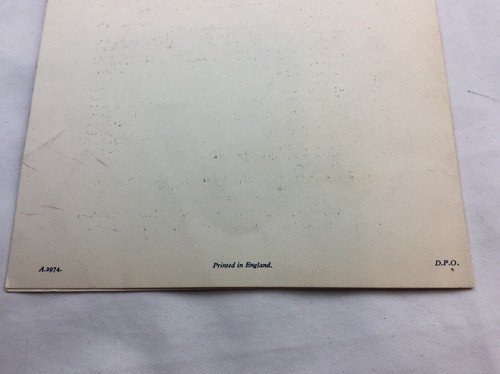 A.2974.
Printed in England.
D.P.O.